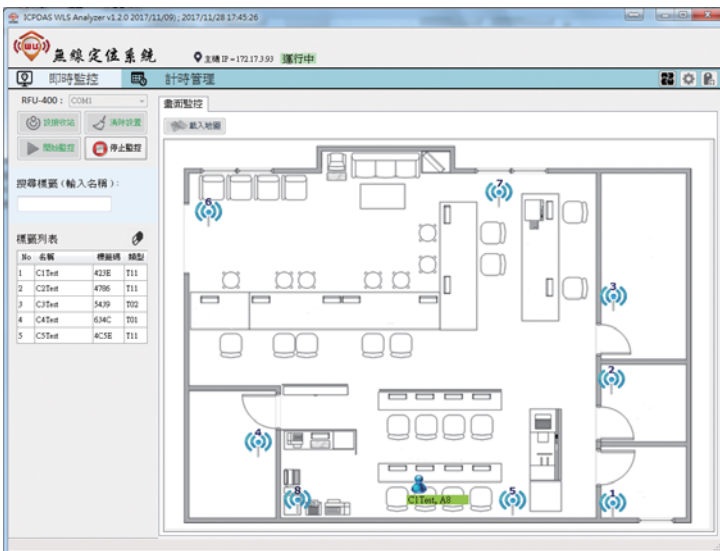 ICPDAS WLS Analyzer v1.2.0 2017/11/09) ; 2017/11/28 17:45:26
無線定位系統
主機 IP = 172.17.3.93 運行中
即時監控
計時管理
RFU-400 : COM1
設接收站
清除設置
開始監控
停止監控
搜尋標籤 (輸入名稱) :
標籤列表
No 名稱 標籤碼 類型
1 C1Test 423E T11
2 C2Test 4786 T11
3 C3Test 5439 T02
4 C4Test 634C T01
5 C5Test 4C5E T11
畫面監控
載入地圖
6
7
3
2
4
8
C1Test, A8
5
1